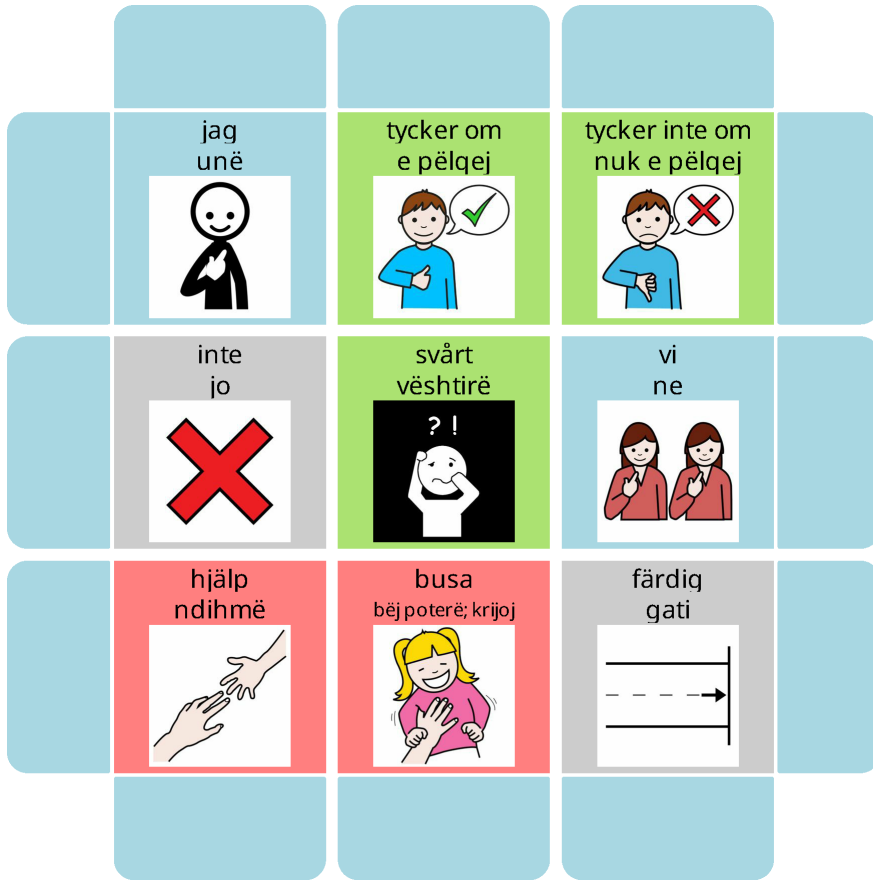 jag
unë
tycker om
e pëlqej
tycker inte om
nuk e pëlqej
inte
jo
svårt
vështirë
? !
vi
ne
hjälp
ndihmë
busa
bëj poterë; krijoj
färdig
gati